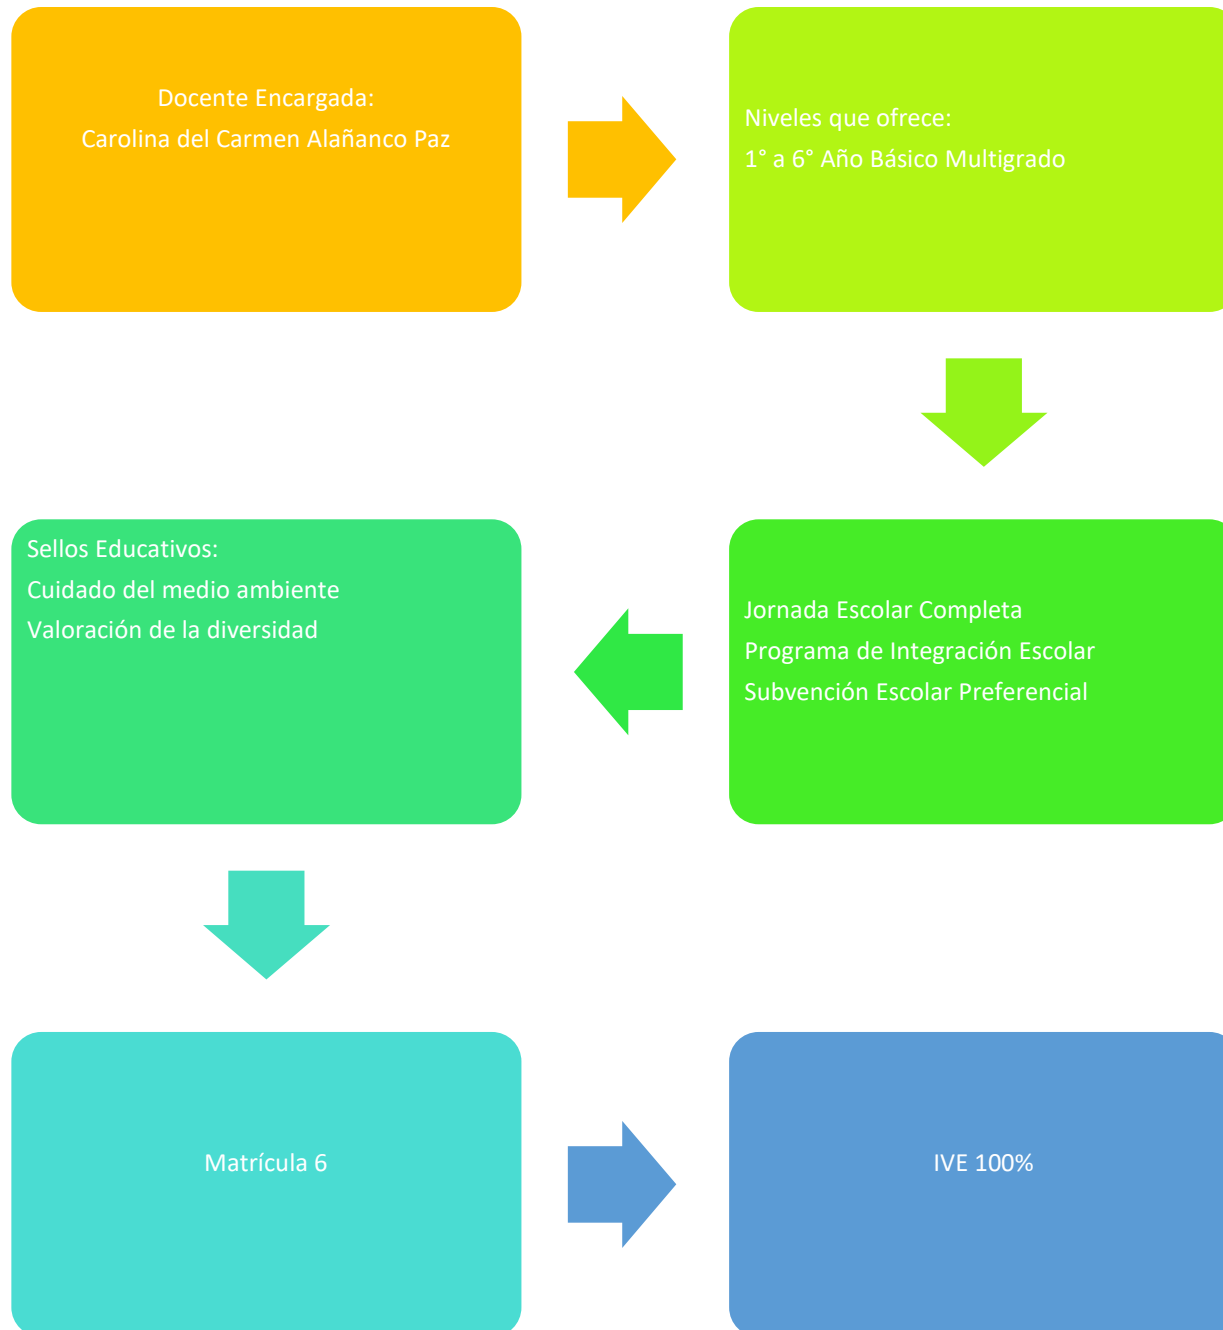 Docente Encargada:
Carolina del Carmen Alañanco Paz
Niveles que ofrece:
1° a 6° Año Básico Multigrado
Jornada Escolar Completa
Programa de Integración Escolar
Subvención Escolar Preferencial
Sellos Educativos:
Cuidado del medio ambiente
Valoración de la diversidad
Matrícula 6
IVE 100%